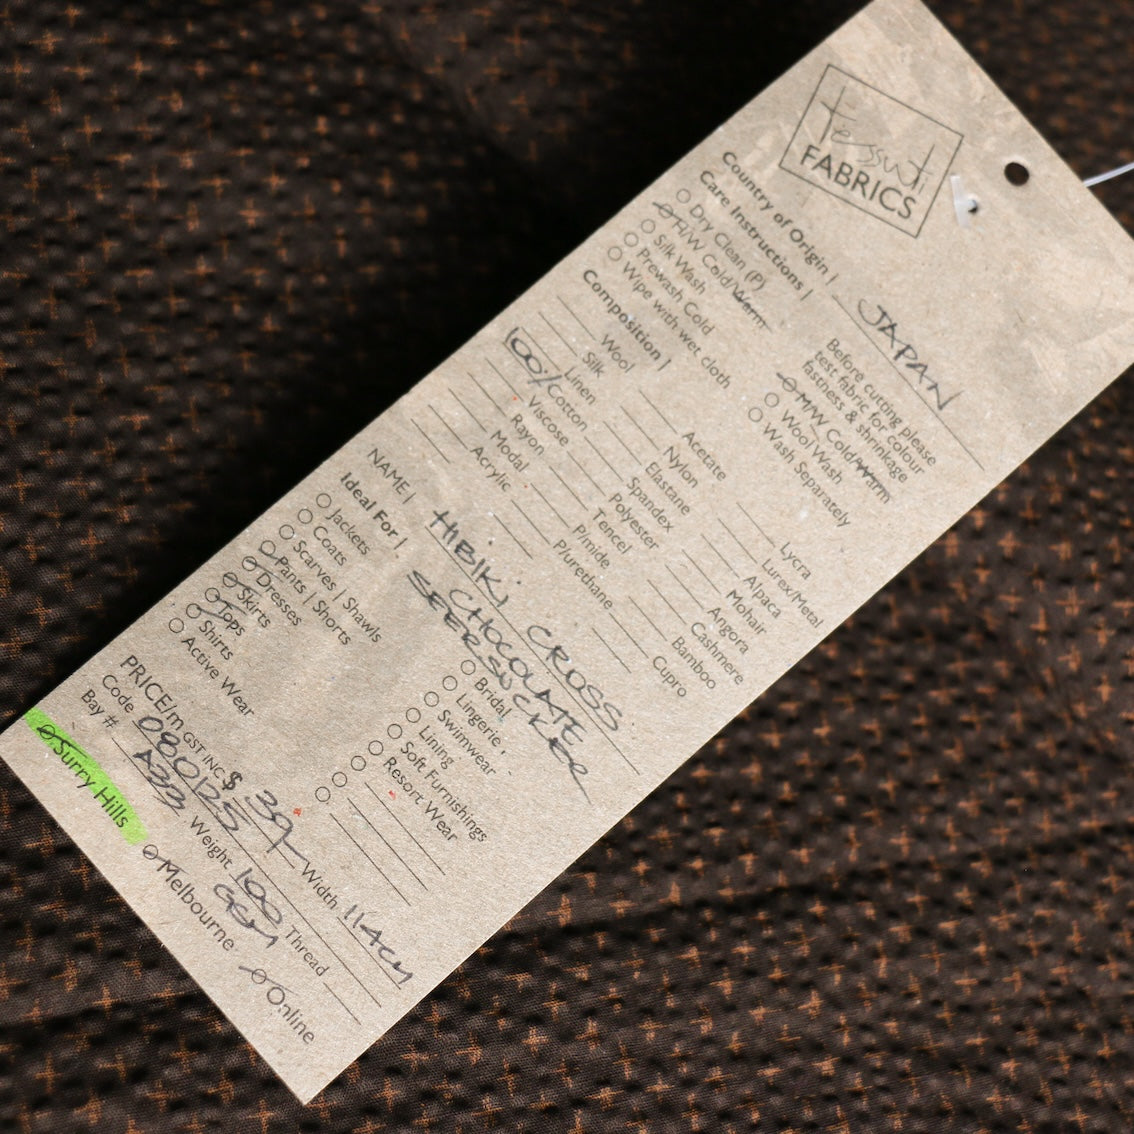 tessuti
FABRICS
Country of Origin | JAPAN
Care Instructions |
Before cutting please
test fabric for colour
fastness & shrinkage
Dry Clean (P)
H/W Cold/Warm
Silk Wash
Prewash Cold
Wipe with wet cloth
M/W Cold/Warm
Wool Wash
Wash Separately
Composition |
Wool
Silk
Linen
100% Cotton
Viscose
Rayon
Modal
Acrylic
Acetate
Nylon
Elastane
Spandex
Polyester
Tencel
P/mide
P/urethane
Lycra
Lurex/Metal
Alpaca
Mohair
Angora
Cashmere
Bamboo
Cupro
NAME | HIBIKI CROSS
CHOCOLATE
SEERSUCKER
Ideal For |
Jackets
Coats
Scarves | Shawls
Pants | Shorts
Dresses
Skirts
Tops
Shirts
Active Wear
Bridal
Lingerie
Swimwear
Lining
Soft Furnishings
Resort Wear
PRICE/m GST INC $ 39- Width 114CM
Code 080125
Weight 100 GSM Thread
Bay # A33
Surry Hills Melbourne Online